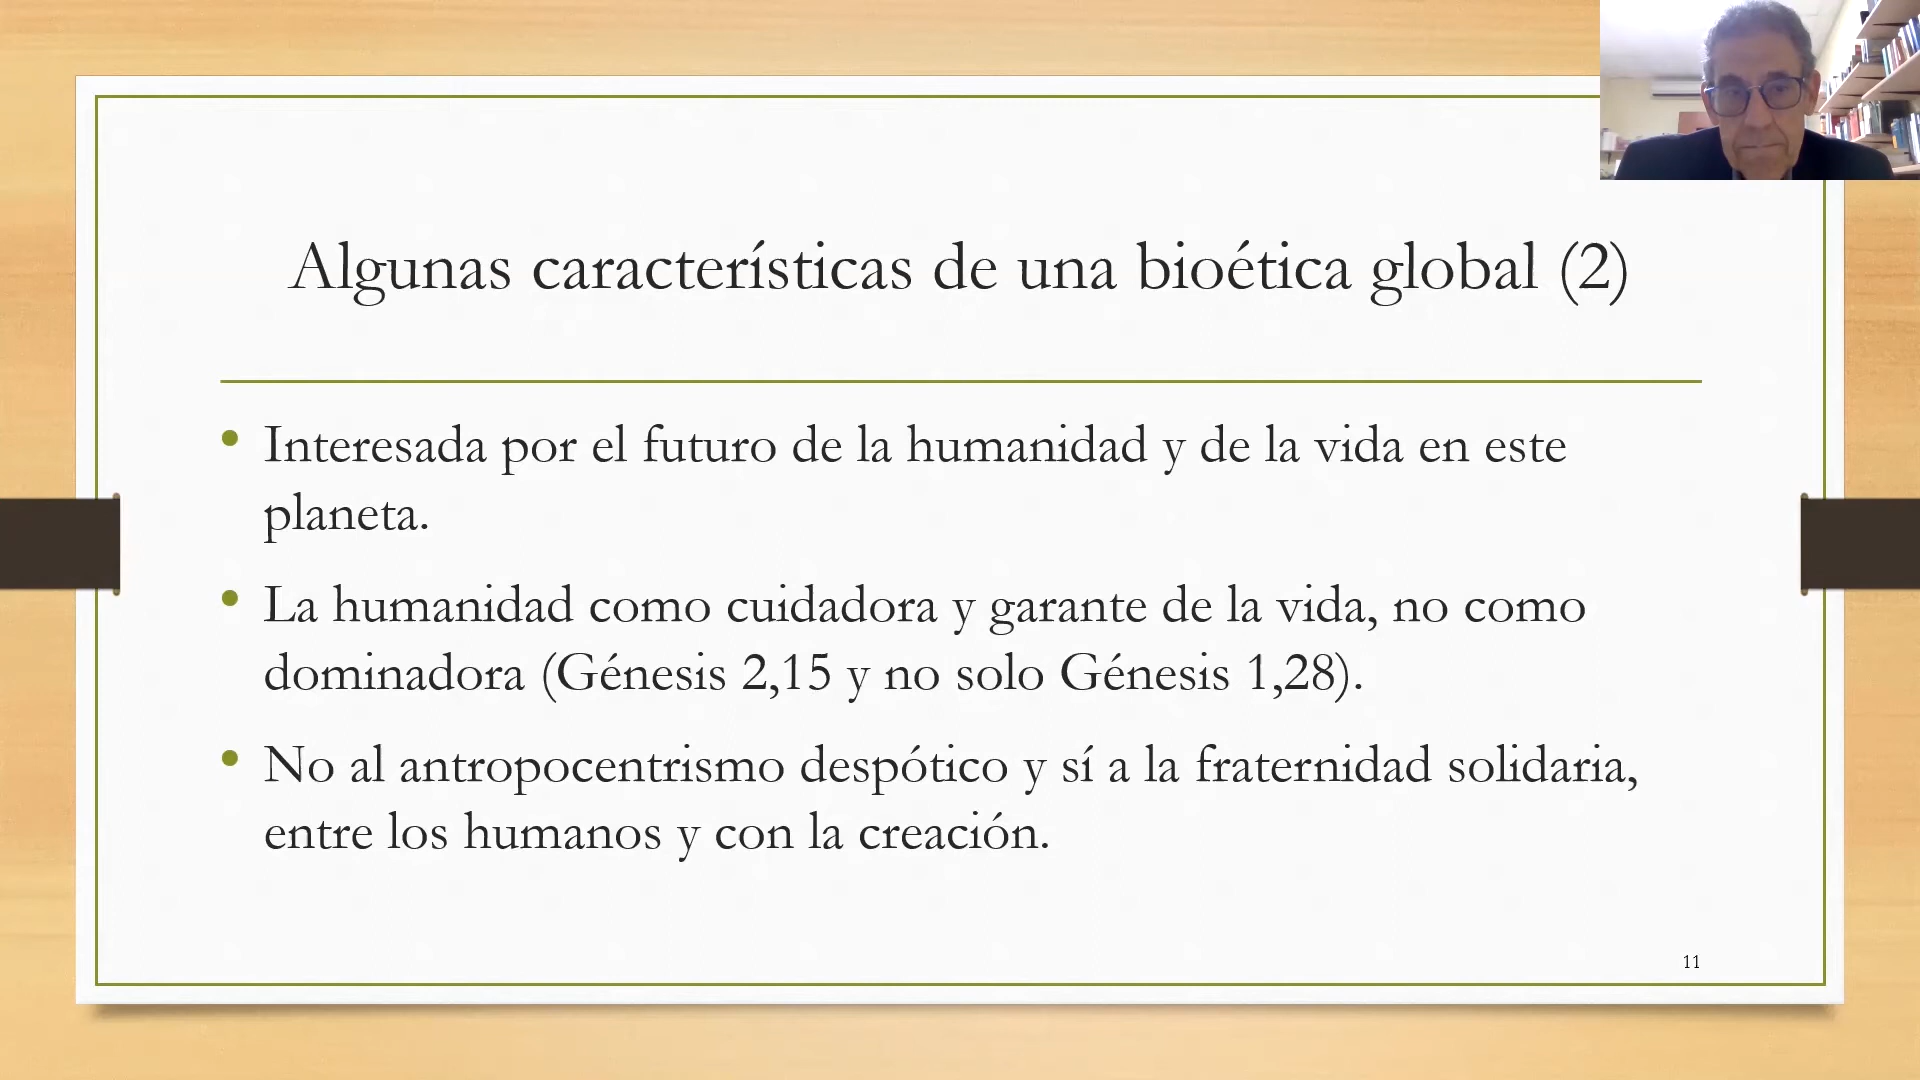 Algunas características de una bioética global (2)
• Interesada por el futuro de la humanidad y de la vida en este
planeta.
• La humanidad como cuidadora y garante de la vida, no como
dominadora (Génesis 2,15 y no solo Génesis 1,28).
• No al antropocentrismo despótico y sí a la fraternidad solidaria,
entre los humanos y con la creación.
11